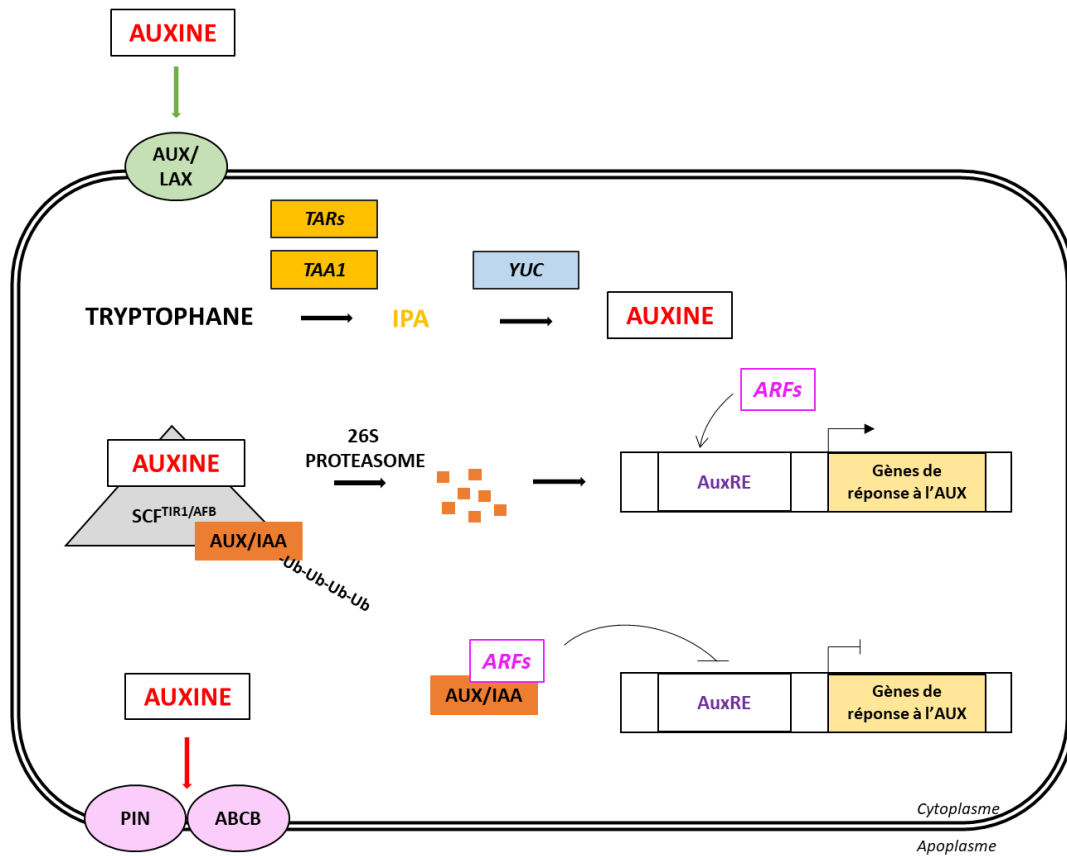 AUXINE
AUX/
LAX
TARs
TAA1
YUC
TRYPTOPHANE
IPA
AUXINE
ARFs
26S
PROTEASOME
AUXINE
SCFTIR1/AFB
AUX/IAA
-Ub-Ub-Ub-Ub
AuxRE
Gènes de
réponse à l'AUX
ARFs
AUX/IAA
AUXINE
AuxRE
Gènes de
réponse à l'AUX
PIN
ABCB
Cytoplasme
Apoplasme